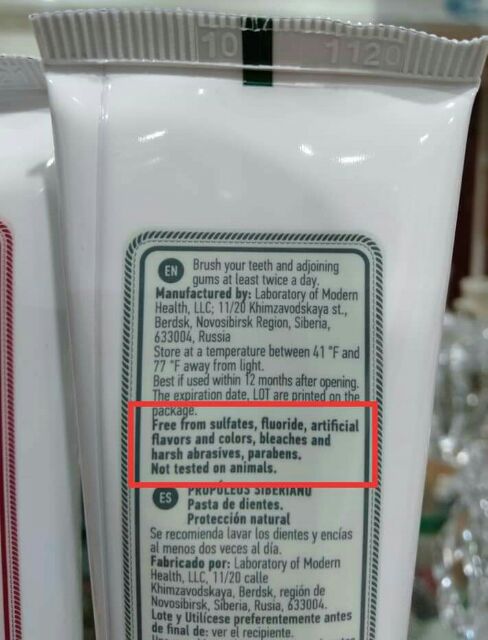 10 1120
EN Brush your teeth and adjoining
gums at least twice a day.
Manufactured by: Laboratory of Modern
Health, LLC; 11/20 Khimzavodskaya st.,
Berdsk, Novosibirsk Region, Siberia,
633004, Russia
Store at a temperature between 41 °F and
77 °F away from light.
Best if used within 12 months after opening.
The expiration date, LOT are printed on the
package.
Free from sulfates, fluoride, artificial
flavors and colors, bleaches and
harsh abrasives, parabens.
Not tested on animals.
ES PROPOLEUS SIBERIANO
Pasta de dientes.
Protección natural
Se recomienda lavar los dientes y encías
al menos dos veces al día.
Fabricado por: Laboratory of Modern
Health, LLC, 11/20 calle
Khimzavodskaya, Berdsk, región de
Novosibirsk, Siberia, Rusia, 633004.
Lote y Utilícese preferentemente antes
de final de: ver el recipiente.